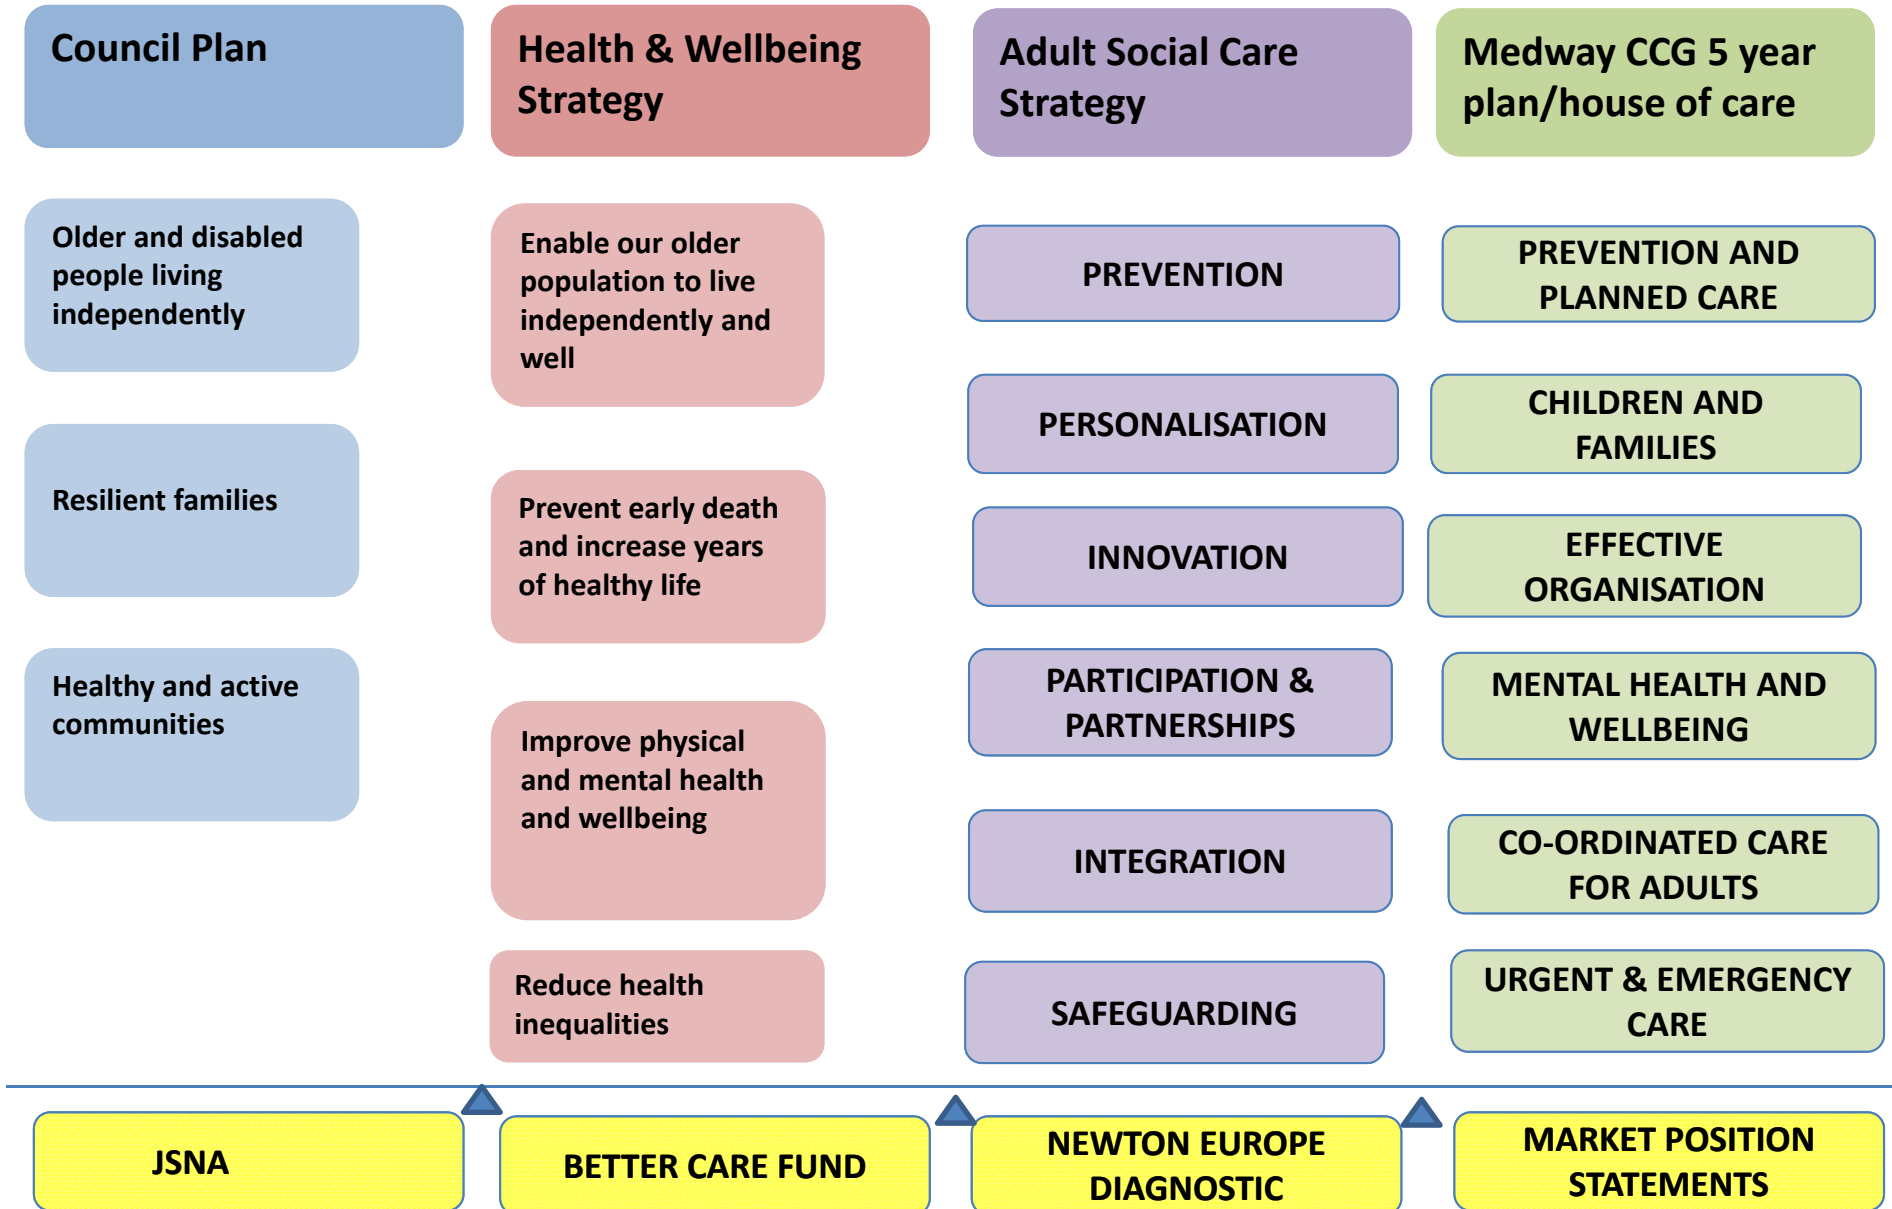 Council Plan
Health & Wellbeing
Strategy
Adult Social Care
Strategy
Medway CCG 5 year
plan/house of care
Older and disabled
people living
independently
Resilient families
Healthy and active
communities
Enable our older
population to live
independently and
well
Prevent early death
and increase years
of healthy life
Improve physical
and mental health
and wellbeing
Reduce health
inequalities
PREVENTION
PERSONALISATION
INNOVATION
PARTICIPATION &
PARTNERSHIPS
INTEGRATION
SAFEGUARDING
PREVENTION AND
PLANNED CARE
CHILDREN AND
FAMILIES
EFFECTIVE
ORGANISATION
MENTAL HEALTH AND
WELLBEING
CO-ORDINATED CARE
FOR ADULTS
URGENT & EMERGENCY
CARE
JSNA
BETTER CARE FUND
NEWTON EUROPE
DIAGNOSTIC
MARKET POSITION
STATEMENTS